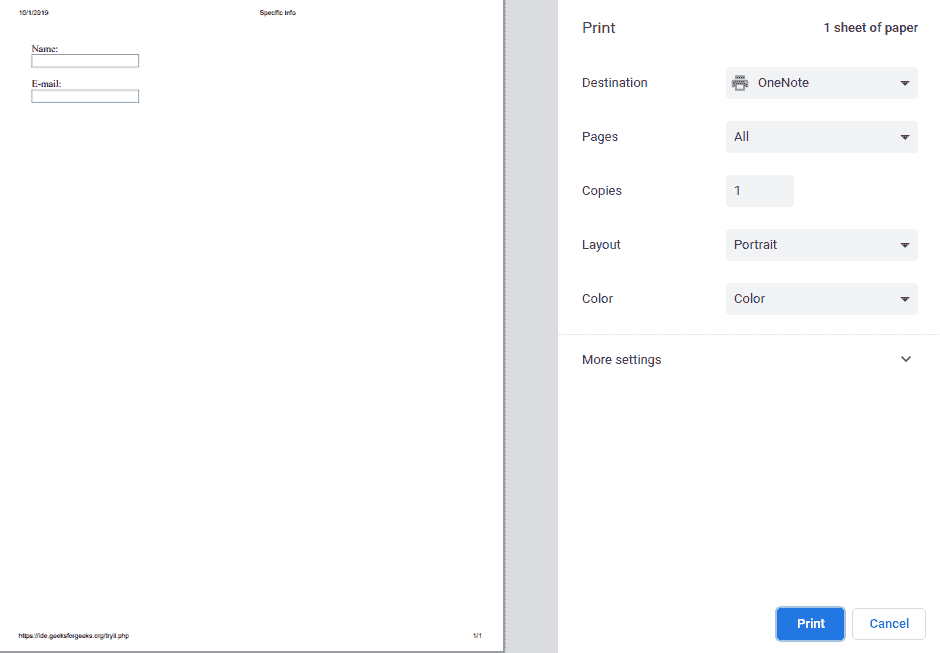 10/1/2019 Specific Info
Name:
E-mail:
https://ide.geeksforgeeks.org/tryit.php 1/1
Print 1 sheet of paper
Destination OneNote
Pages All
Copies 1
Layout Portrait
Color Color
More settings
Print Cancel